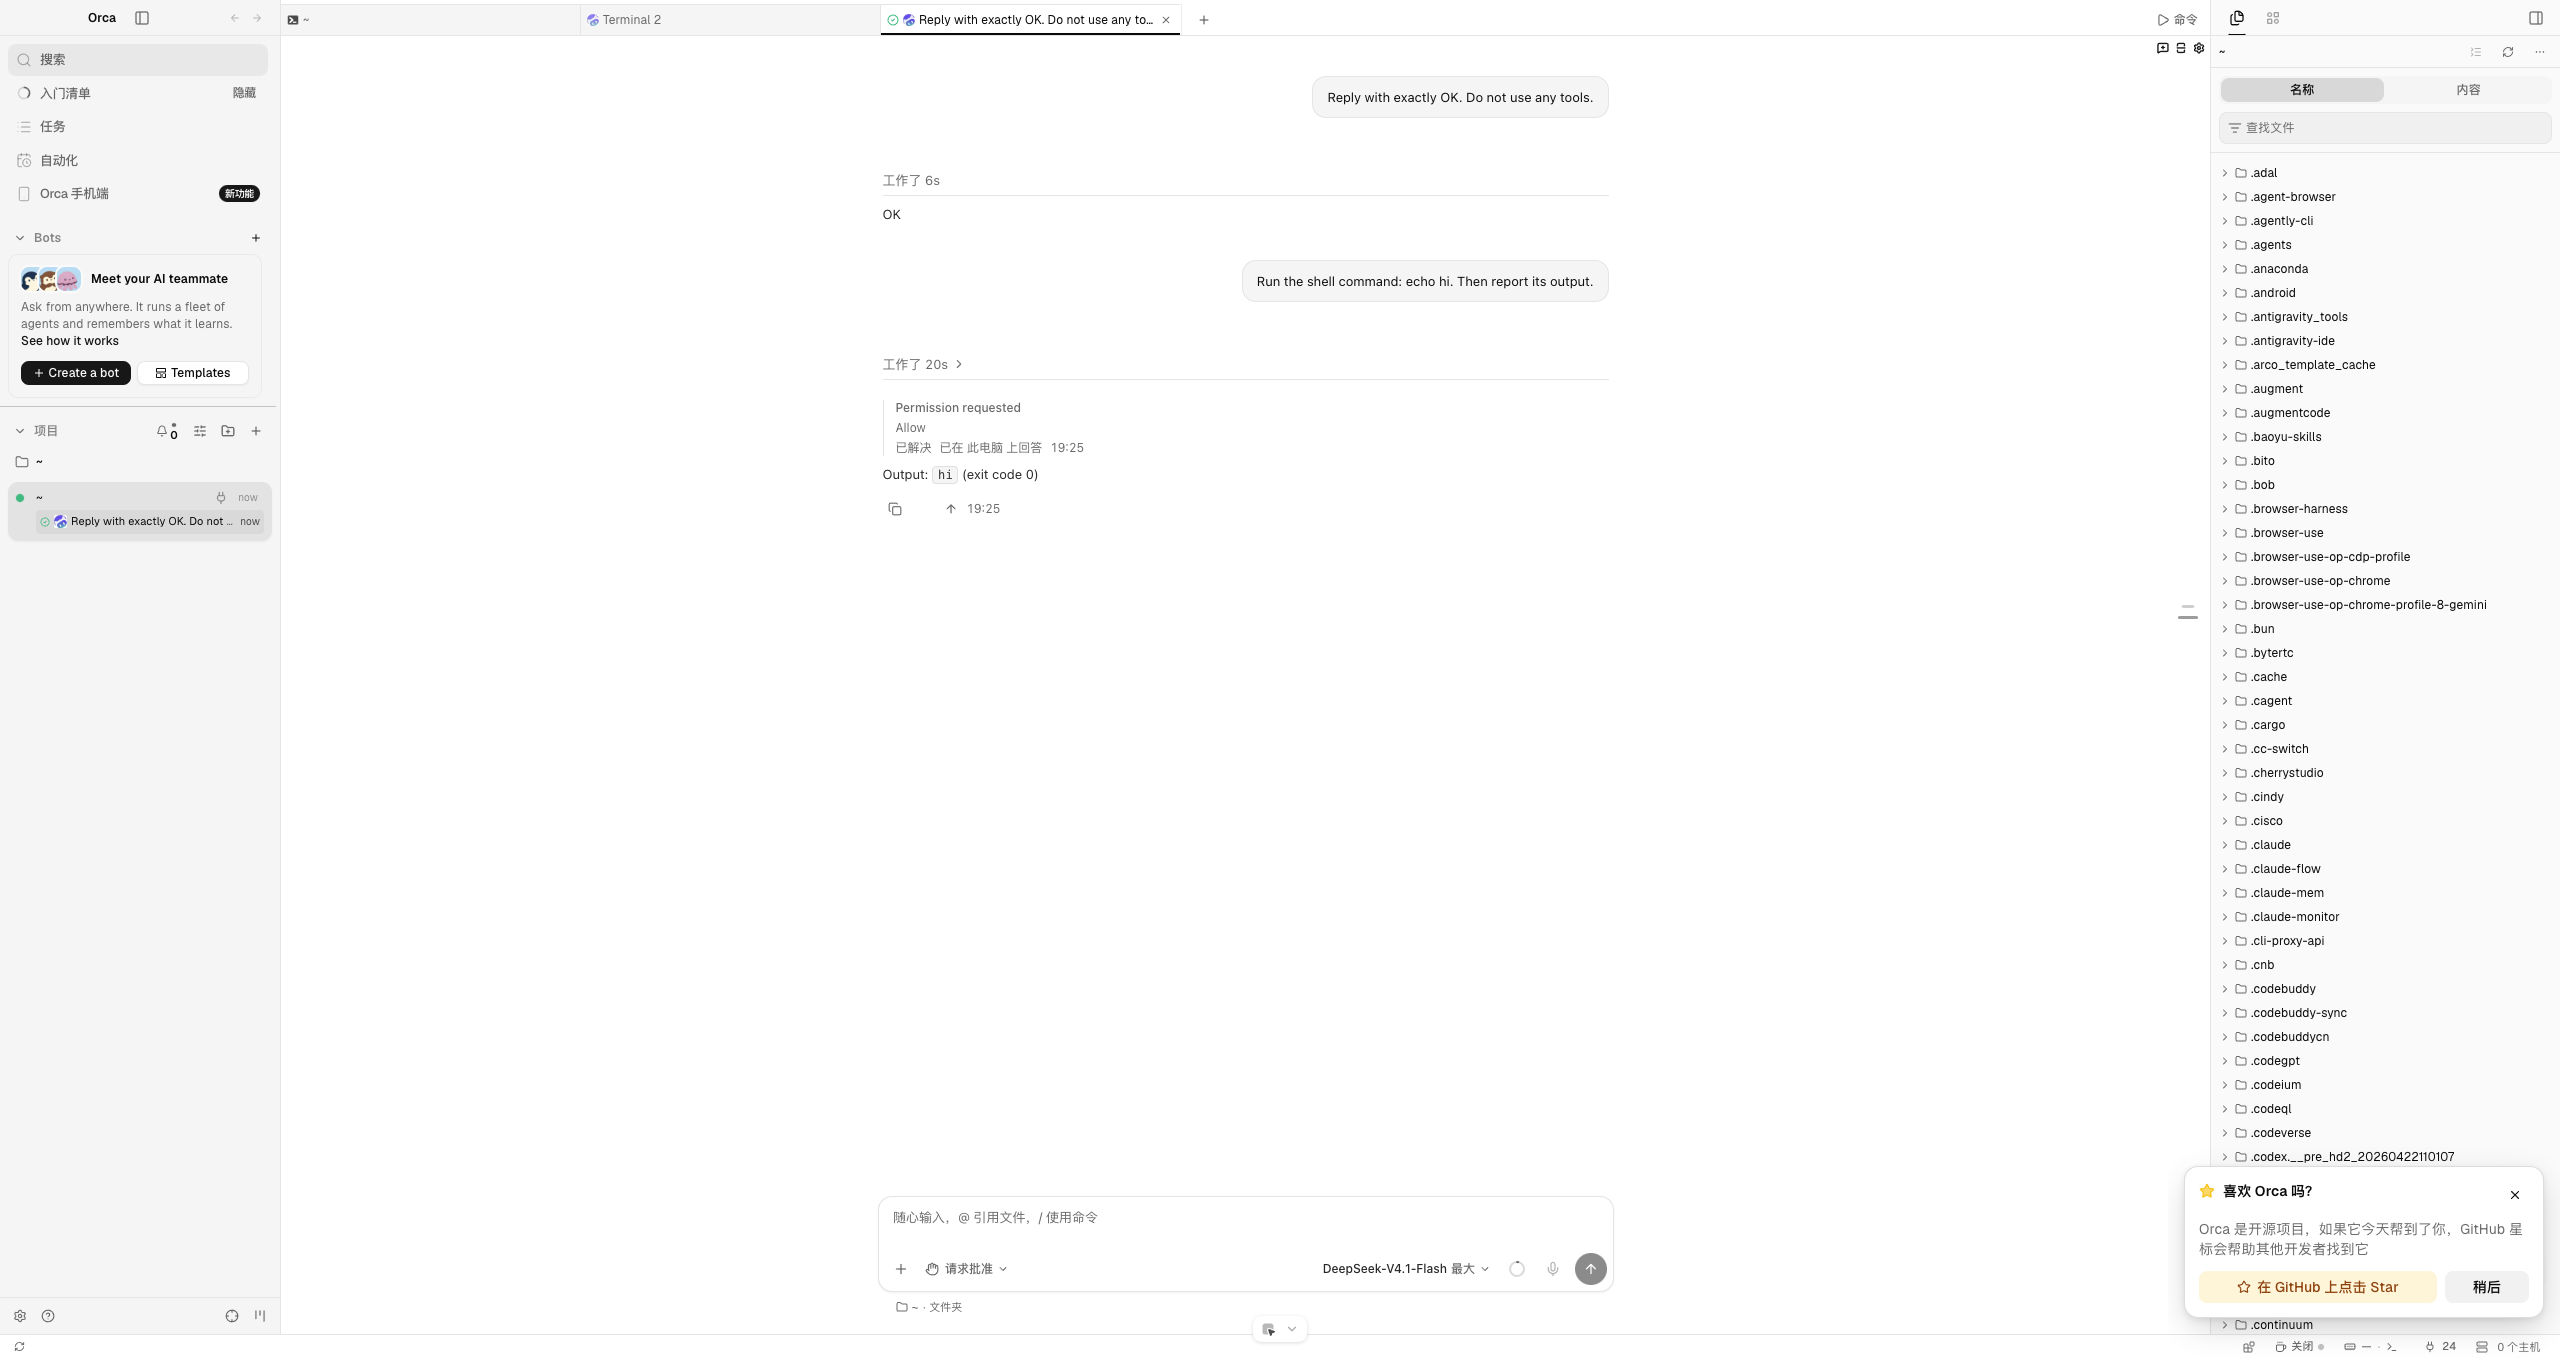 Orca
搜索
入门清单
隐藏
任务
自动化
Orca 手机端
新功能
Bots
Meet your AI teammate
Ask from anywhere. It runs a fleet of
agents and remembers what it learns.
See how it works
Create a bot
Templates
项目
0
~
~
now
Reply with exactly OK. Do not ...
now
~
Terminal 2
Reply with exactly OK. Do not use any to...
命令
Reply with exactly OK. Do not use any tools.
工作了 6s
OK
Run the shell command: echo hi. Then report its output.
工作了 20s
Permission requested
Allow
已解决 已在 此电脑 上回答 19:25
Output: hi (exit code 0)
19:25
随心输入，@ 引用文件，/ 使用命令
请求批准
DeepSeek-V4.1-Flash 最大
~ · 文件夹
~
名称
内容
查找文件
.adal
.agent-browser
.agently-cli
.agents
.anaconda
.android
.antigravity_tools
.antigravity-ide
.arco_template_cache
.augment
.augmentcode
.baoyu-skills
.bito
.bob
.browser-harness
.browser-use
.browser-use-op-cdp-profile
.browser-use-op-chrome
.browser-use-op-chrome-profile-8-gemini
.bun
.bytertc
.cache
.cagent
.cargo
.cc-switch
.cherrystudio
.cindy
.cisco
.claude
.claude-flow
.claude-mem
.claude-monitor
.cli-proxy-api
.cnb
.codebuddy
.codebuddy-sync
.codebuddycn
.codegpt
.codeium
.codeql
.codeverse
.codex.__pre_hd2_20260422110107
喜欢 Orca 吗?
Orca 是开源项目，如果它今天帮到了你，GitHub 星
标会帮助其他开发者找到它
在 GitHub 上点击 Star
稍后
.continuum
关闭
24
0 个主机